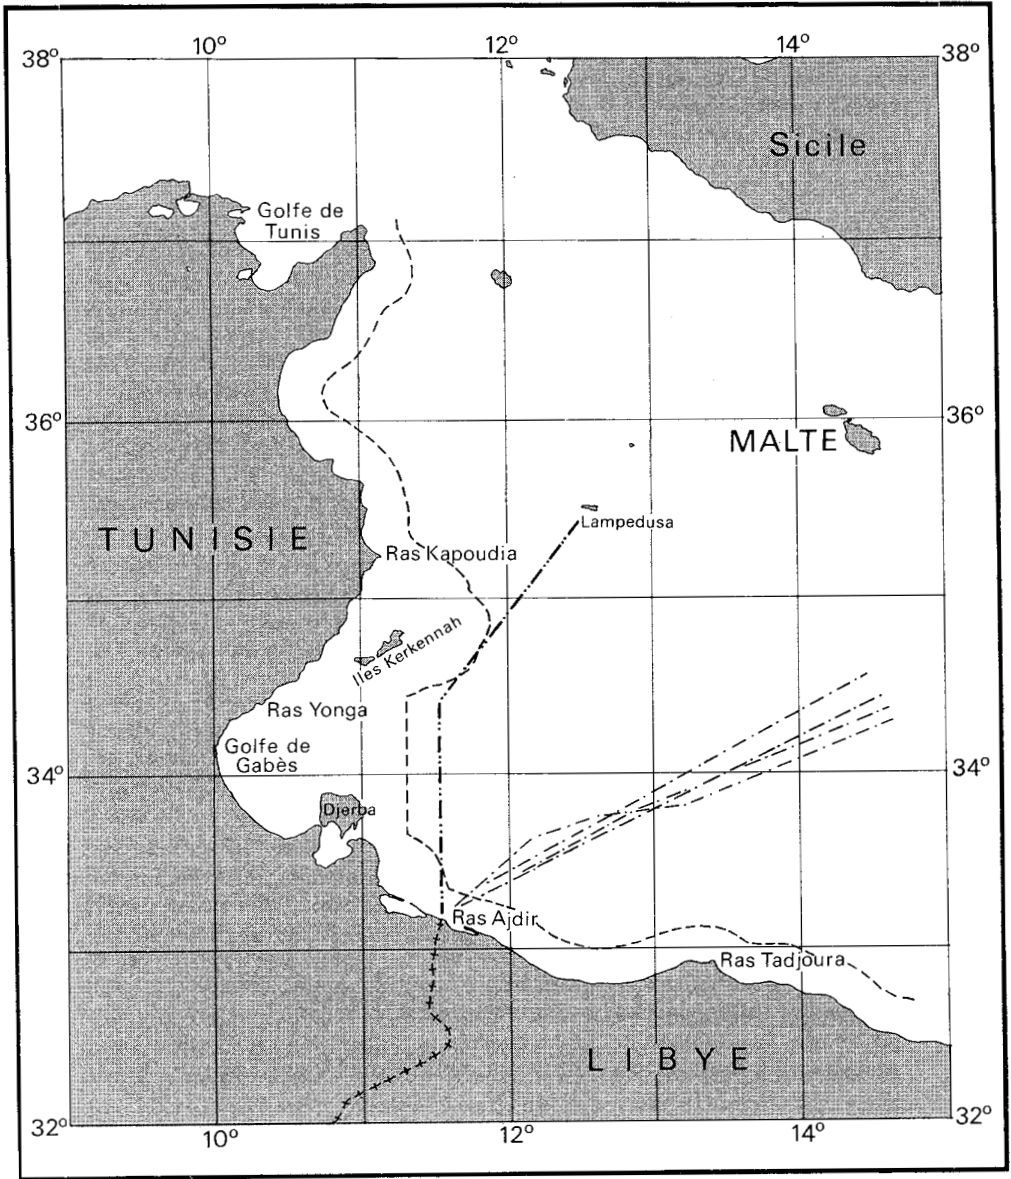 10°
12°
14°
38°
38°
Sicile
Golfe de
Tunis
36°
36°
MALTE
Lampedusa
TUNISIE
Ras Kapoudia
Iles Kerkennah
Ras Yonga
Golfe de
Gabès
34°
34°
Djerba
Ras Ajdir
Ras Tadjoura
LIBYE
32°
32°
10°
12°
14°